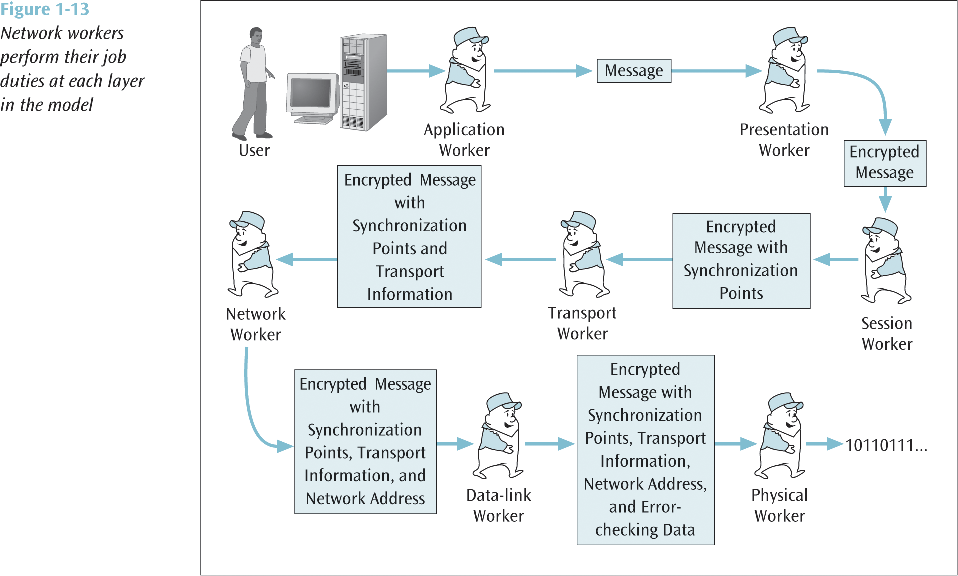 Figure 1-13
Network workers
perform their job
duties at each layer
in the model
User
Application
Worker
Message
Presentation
Worker
Encrypted
Message
Session
Worker
Encrypted
Message with
Synchronization
Points
Transport
Worker
Encrypted Message
with
Synchronization
Points and
Transport
Information
Network
Worker
Encrypted Message
with
Synchronization
Points, Transport
Information, and
Network Address
Data-link
Worker
Encrypted
Message with
Synchronization
Points, Transport
Information,
Network Address,
and Error-
checking Data
Physical
Worker
10110111...